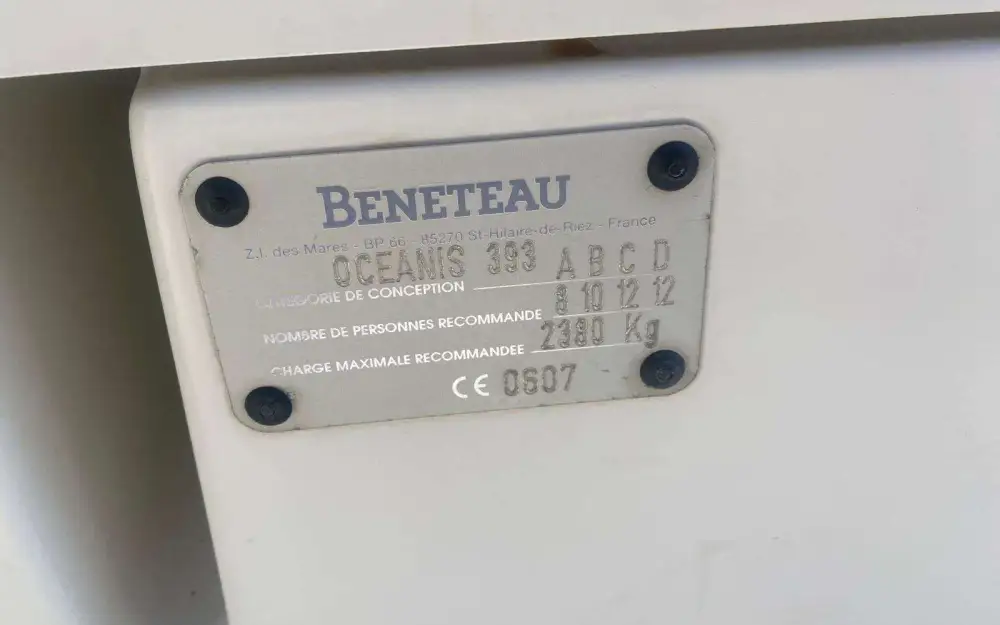 BENETEAU
Z.I. des Mares - BP 66 - 85270 St-Hilaire-de-Riez - France
OCEANIS 393 A B C D
CATEGORIE DE CONCEPTION 8 10 12 12
NOMBRE DE PERSONNES RECOMMANDE
CHARGE MAXIMALE RECOMMANDEE 2380 Kg
CE 0607